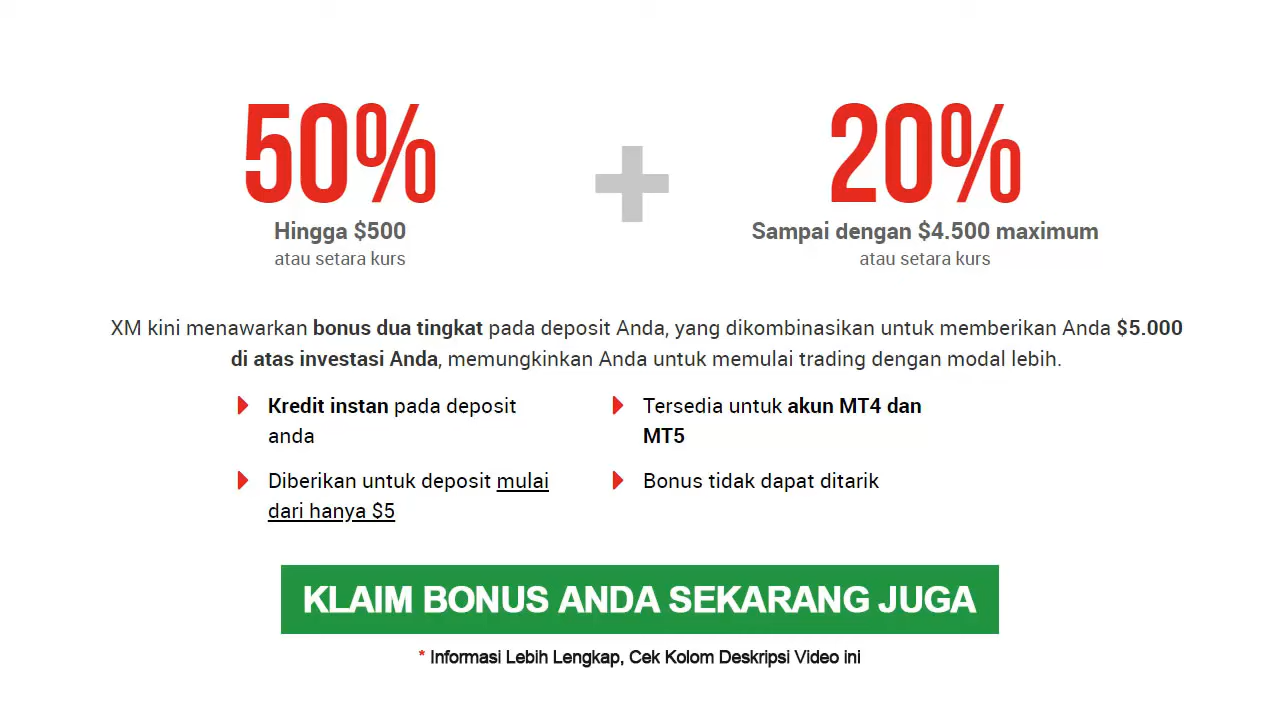 50%
Hingga $500
atau setara kurs
+
20%
Sampai dengan $4.500 maximum
atau setara kurs
XM kini menawarkan bonus dua tingkat pada deposit Anda, yang dikombinasikan untuk memberikan Anda $5.000
di atas investasi Anda, memungkinkan Anda untuk memulai trading dengan modal lebih.
Kredit instan pada deposit
anda
Tersedia untuk akun MT4 dan
MT5
Diberikan untuk deposit mulai
dari hanya $5
Bonus tidak dapat ditarik
KLAIM BONUS ANDA SEKARANG JUGA
* Informasi Lebih Lengkap, Cek Kolom Deskripsi Video ini